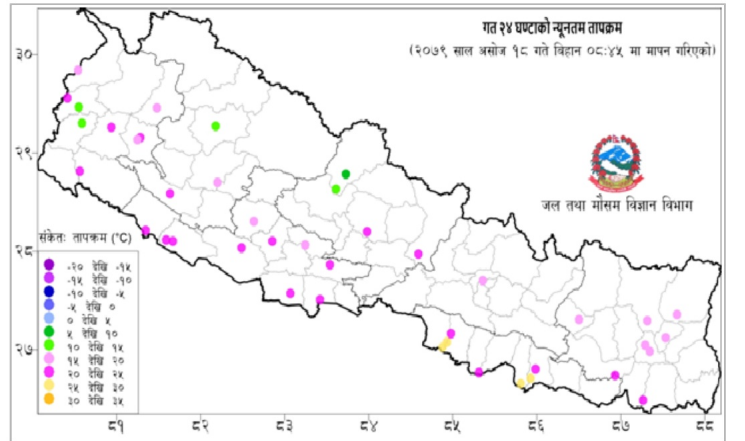 गत २४ घण्टाको न्यूनतम तापक्रम
(२०७९ साल असोज १८ गते बिहान ०८:४५ मा मापन गरिएको)
३०
२९
२८
२७
जल तथा मौसम विज्ञान विभाग
संकेतः तापक्रम (°C)
-२० देखि -१५
-१५ देखि -१०
-१० देखि -५
-५ देखि ०
० देखि ५
५ देखि १०
१० देखि १५
१५ देखि २०
२० देखि २५
२५ देखि ३०
३० देखि ३५
८१ ८२ ८३ ८४ ८५ ८६ ८७ ८८